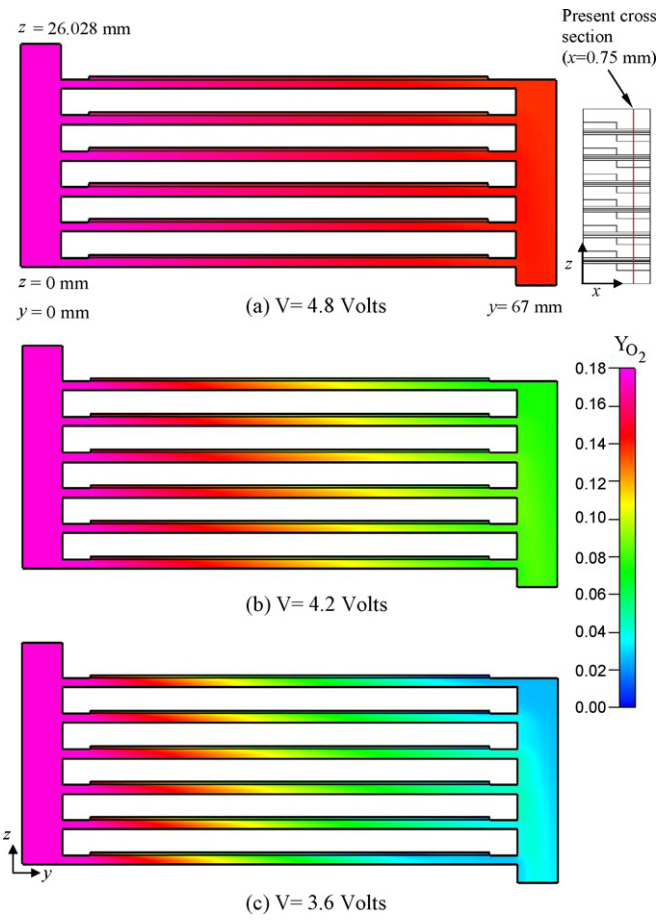 z = 26.028 mm
Present cross
section
(x=0.75 mm)
z
x
z = 0 mm
y = 0 mm
(a) V= 4.8 Volts
y = 67 mm
Y_O2
0.18
0.16
0.14
0.12
0.10
0.08
0.06
0.04
0.02
0.00
(b) V= 4.2 Volts
z
y
(c) V= 3.6 Volts